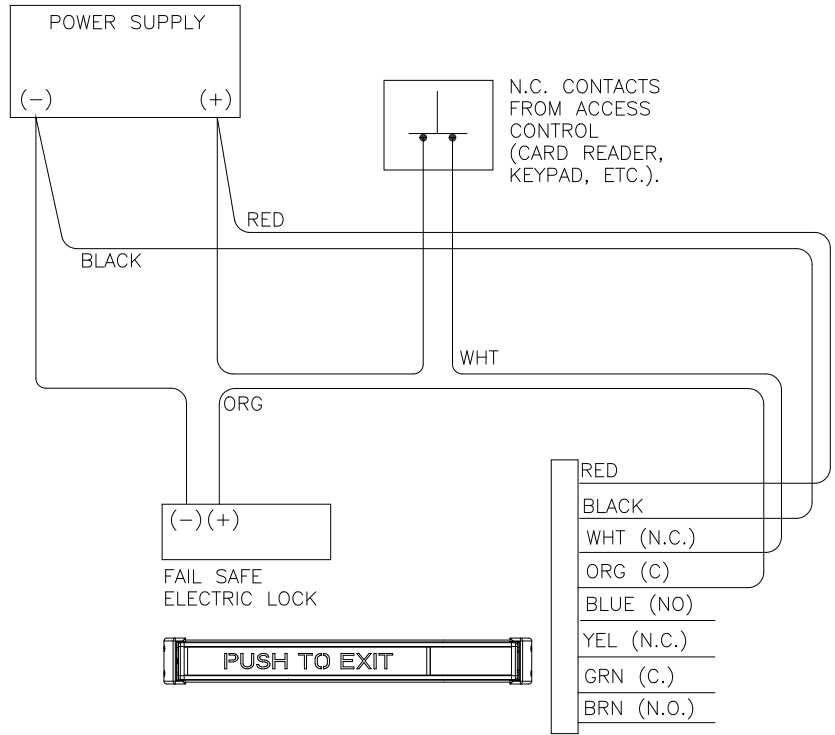 POWER SUPPLY
(-)
(+)
N.C. CONTACTS
FROM ACCESS
CONTROL
(CARD READER,
KEYPAD, ETC.).
RED
BLACK
WHT
ORG
(-)(+)
FAIL SAFE
ELECTRIC LOCK
PUSH TO EXIT
RED
BLACK
WHT (N.C.)
ORG (C)
BLUE (NO)
YEL (N.C.)
GRN (C.)
BRN (N.O.)